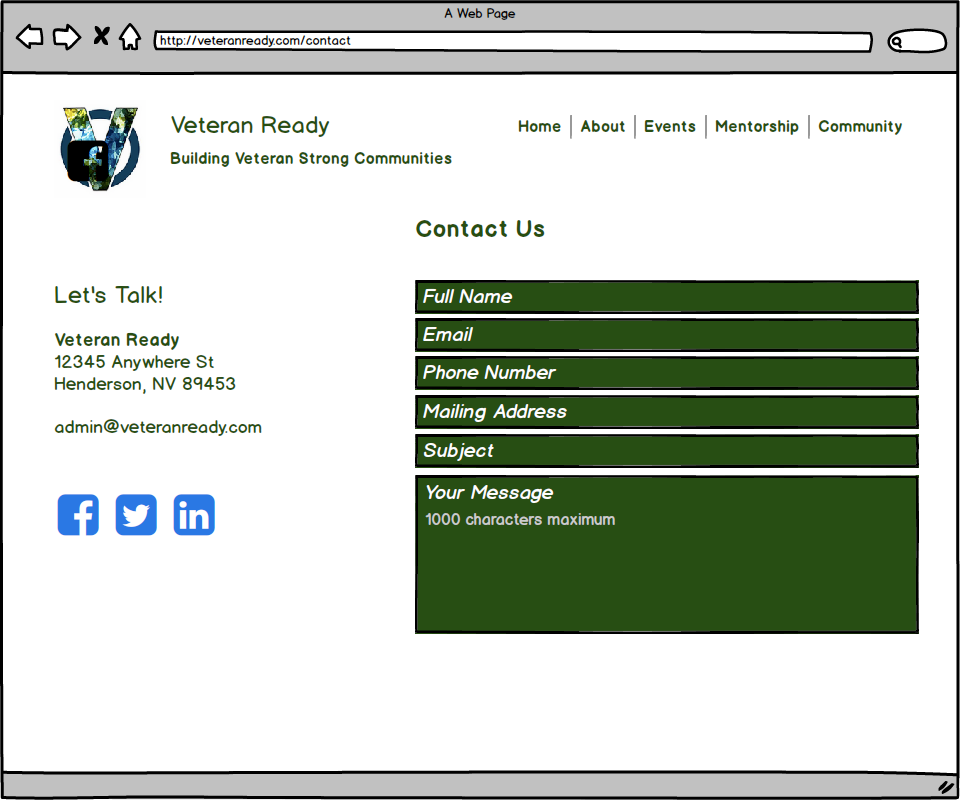 A Web Page
http://veteranready.com/contact
Veteran Ready
Building Veteran Strong Communities
Home | About | Events | Mentorship | Community
Contact Us
Let's Talk!
Veteran Ready
12345 Anywhere St
Henderson, NV 89453
admin@veteranready.com
Full Name
Email
Phone Number
Mailing Address
Subject
Your Message
1000 characters maximum